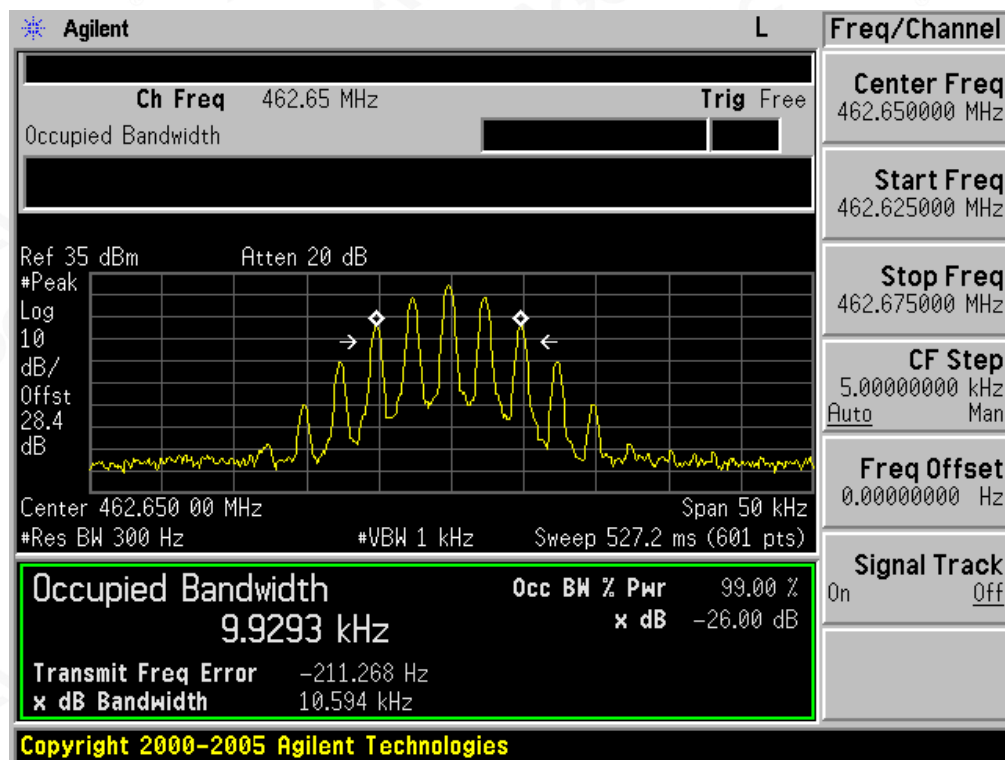 Agilent L Freq/Channel
Ch Freq 462.65 MHz Trig Free
Occupied Bandwidth
Center Freq
462.650000 MHz
Start Freq
462.625000 MHz
Stop Freq
462.675000 MHz
CF Step
5.00000000 kHz
Auto Man
Freq Offset
0.00000000 Hz
Signal Track
On Off
Ref 35 dBm Atten 20 dB
#Peak
Log
10
dB/
Offst
28.4
dB
Center 462.650 00 MHz Span 50 kHz
#Res BW 300 Hz #VBW 1 kHz Sweep 527.2 ms (601 pts)
Occupied Bandwidth Occ BW % Pwr 99.00 %
9.9293 kHz x dB -26.00 dB
Transmit Freq Error -211.268 Hz
x dB Bandwidth 10.594 kHz
Copyright 2000-2005 Agilent Technologies